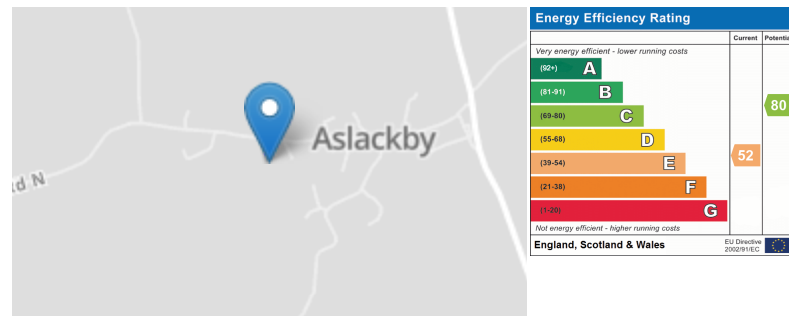 Aslackby
d N
Energy Efficiency Rating
Current Potentia
Very energy efficient - lower running costs
(92+) A
(81-91) B
(69-80) C
80
(55-68) D
(39-54) E
52
(21-38) F
(1-20) G
Not energy efficient - higher running costs
England, Scotland & Wales
EU Directive
2002/91/EC